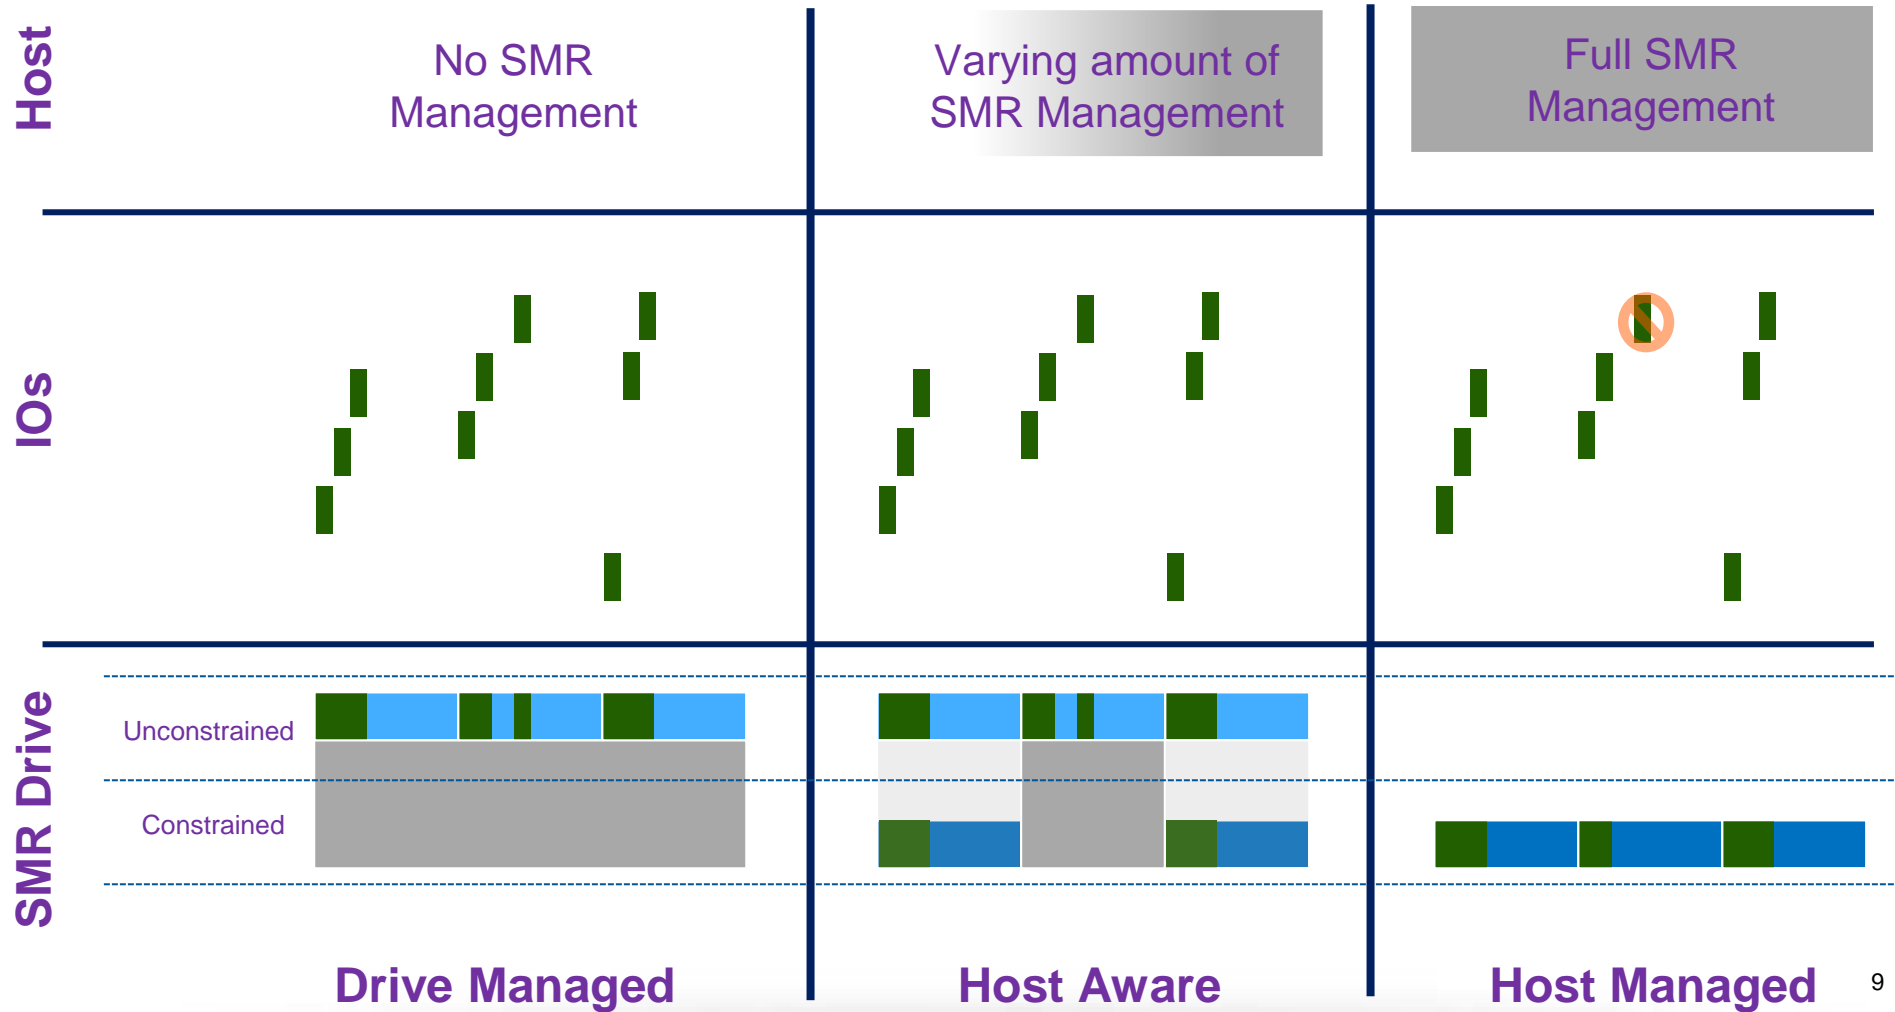 Host
No SMR
Management
Varying amount of
SMR Management
Full SMR
Management
IOs
SMR Drive
Unconstrained
Constrained
Drive Managed
Host Aware
Host Managed
9